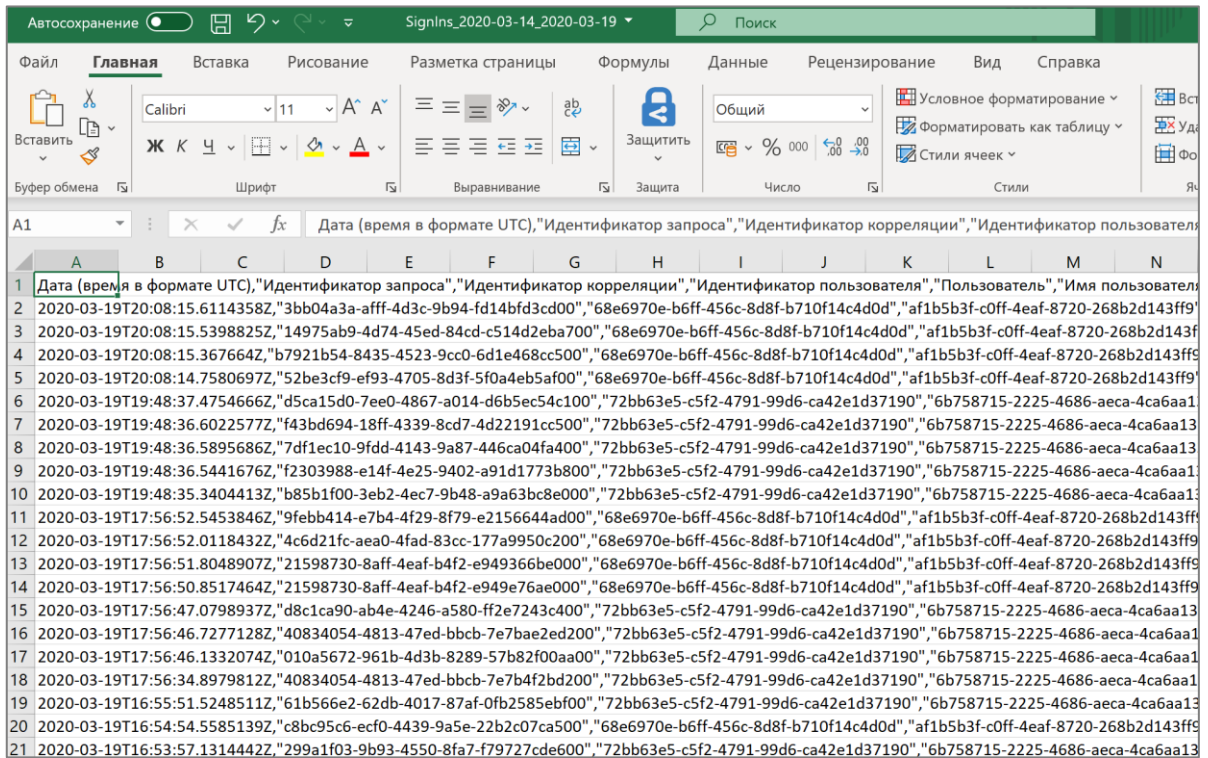 Автосохранение SignIns_2020-03-14_2020-03-19 Поиск
Файл Главная Вставка Рисование Разметка страницы Формулы Данные Рецензирование Вид Справка
Вставить Calibri 11 Защитить Общий Условное форматирование
Форматировать как таблицу
Ж К Ч % 000 Стили ячеек
Буфер обмена Шрифт Выравнивание Защита Число Стили
A1 fx Дата (время в формате UTC),"Идентификатор запроса","Идентификатор корреляции","Идентификатор пользователя
A B C D E F G H I J K L M N
1 Дата (время в формате UTC),"Идентификатор запроса","Идентификатор корреляции","Идентификатор пользователя","Пользователь","Имя пользователя
2 2020-03-19T20:08:15.6114358Z,"3bb04a3a-afff-4d3c-9b94-fd14bfd3cd00","68e6970e-b6ff-456c-8d8f-b710f14c4d0d","af1b5b3f-c0ff-4eaf-8720-268b2d143ff9"
3 2020-03-19T20:08:15.5398825Z,"14975ab9-4d74-45ed-84cd-c514d2eba700","68e6970e-b6ff-456c-8d8f-b710f14c4d0d","af1b5b3f-c0ff-4eaf-8720-268b2d143f
4 2020-03-19T20:08:15.367664Z,"b7921b54-8435-4523-9cc0-6d1e468cc500","68e6970e-b6ff-456c-8d8f-b710f14c4d0d","af1b5b3f-c0ff-4eaf-8720-268b2d143ff9
5 2020-03-19T20:08:14.7580697Z,"52be3cf9-ef93-4705-8d3f-5f0a4eb5af00","68e6970e-b6ff-456c-8d8f-b710f14c4d0d","af1b5b3f-c0ff-4eaf-8720-268b2d143ff9"
6 2020-03-19T19:48:37.4754666Z,"d5ca15d0-7ee0-4867-a014-d6b5ec54c100","72bb63e5-c5f2-4791-99d6-ca42e1d37190","6b758715-2225-4686-aeca-4ca6aa1
7 2020-03-19T19:48:36.6022577Z,"f43bd694-18ff-4339-8cd7-4d22191cc500","72bb63e5-c5f2-4791-99d6-ca42e1d37190","6b758715-2225-4686-aeca-4ca6aa13
8 2020-03-19T19:48:36.5895686Z,"7df1ec10-9fdd-4143-9a87-446ca04fa400","72bb63e5-c5f2-4791-99d6-ca42e1d37190","6b758715-2225-4686-aeca-4ca6aa13
9 2020-03-19T19:48:36.5441676Z,"f2303988-e14f-4e25-9402-a91d1773b800","72bb63e5-c5f2-4791-99d6-ca42e1d37190","6b758715-2225-4686-aeca-4ca6aa1
10 2020-03-19T19:48:35.3404413Z,"b85b1f00-3eb2-4ec7-9b48-a9a63bc8e000","72bb63e5-c5f2-4791-99d6-ca42e1d37190","6b758715-2225-4686-aeca-4ca6aa1
11 2020-03-19T17:56:52.5453846Z,"9febb414-e7b4-4f29-8f79-e2156644ad00","68e6970e-b6ff-456c-8d8f-b710f14c4d0d","af1b5b3f-c0ff-4eaf-8720-268b2d143ff
12 2020-03-19T17:56:52.0118432Z,"4c6d21fc-aea0-4fad-83cc-177a9950c200","68e6970e-b6ff-456c-8d8f-b710f14c4d0d","af1b5b3f-c0ff-4eaf-8720-268b2d143ff9
13 2020-03-19T17:56:51.8048907Z,"21598730-8aff-4eaf-b4f2-e949366be000","68e6970e-b6ff-456c-8d8f-b710f14c4d0d","af1b5b3f-c0ff-4eaf-8720-268b2d143ff9
14 2020-03-19T17:56:50.8517464Z,"21598730-8aff-4eaf-b4f2-e949e76ae000","68e6970e-b6ff-456c-8d8f-b710f14c4d0d","af1b5b3f-c0ff-4eaf-8720-268b2d143ff9
15 2020-03-19T17:56:47.0798937Z,"d8c1ca90-ab4e-4246-a580-ff2e7243c400","72bb63e5-c5f2-4791-99d6-ca42e1d37190","6b758715-2225-4686-aeca-4ca6aa13
16 2020-03-19T17:56:46.7277128Z,"40834054-4813-47ed-bbcb-7e7bae2ed200","72bb63e5-c5f2-4791-99d6-ca42e1d37190","6b758715-2225-4686-aeca-4ca6aa1
17 2020-03-19T17:56:46.1332074Z,"010a5672-961b-4d3b-8289-57b82f00aa00","72bb63e5-c5f2-4791-99d6-ca42e1d37190","6b758715-2225-4686-aeca-4ca6aa1
18 2020-03-19T17:56:34.8979812Z,"40834054-4813-47ed-bbcb-7e7b4f2bd200","72bb63e5-c5f2-4791-99d6-ca42e1d37190","6b758715-2225-4686-aeca-4ca6aa1
19 2020-03-19T16:55:51.5248511Z,"61b566e2-62db-4017-87af-0fb2585ebf00","72bb63e5-c5f2-4791-99d6-ca42e1d37190","6b758715-2225-4686-aeca-4ca6aa13
20 2020-03-19T16:54:54.5585139Z,"c8bc95c6-ecf0-4439-9a5e-22b2c07ca500","68e6970e-b6ff-456c-8d8f-b710f14c4d0d","af1b5b3f-c0ff-4eaf-8720-268b2d143ff9
21 2020-03-19T16:53:57.1314442Z,"299a1f03-9b93-4550-8fa7-f79727cde600","72bb63e5-c5f2-4791-99d6-ca42e1d37190","6b758715-2225-4686-aeca-4ca6aa13